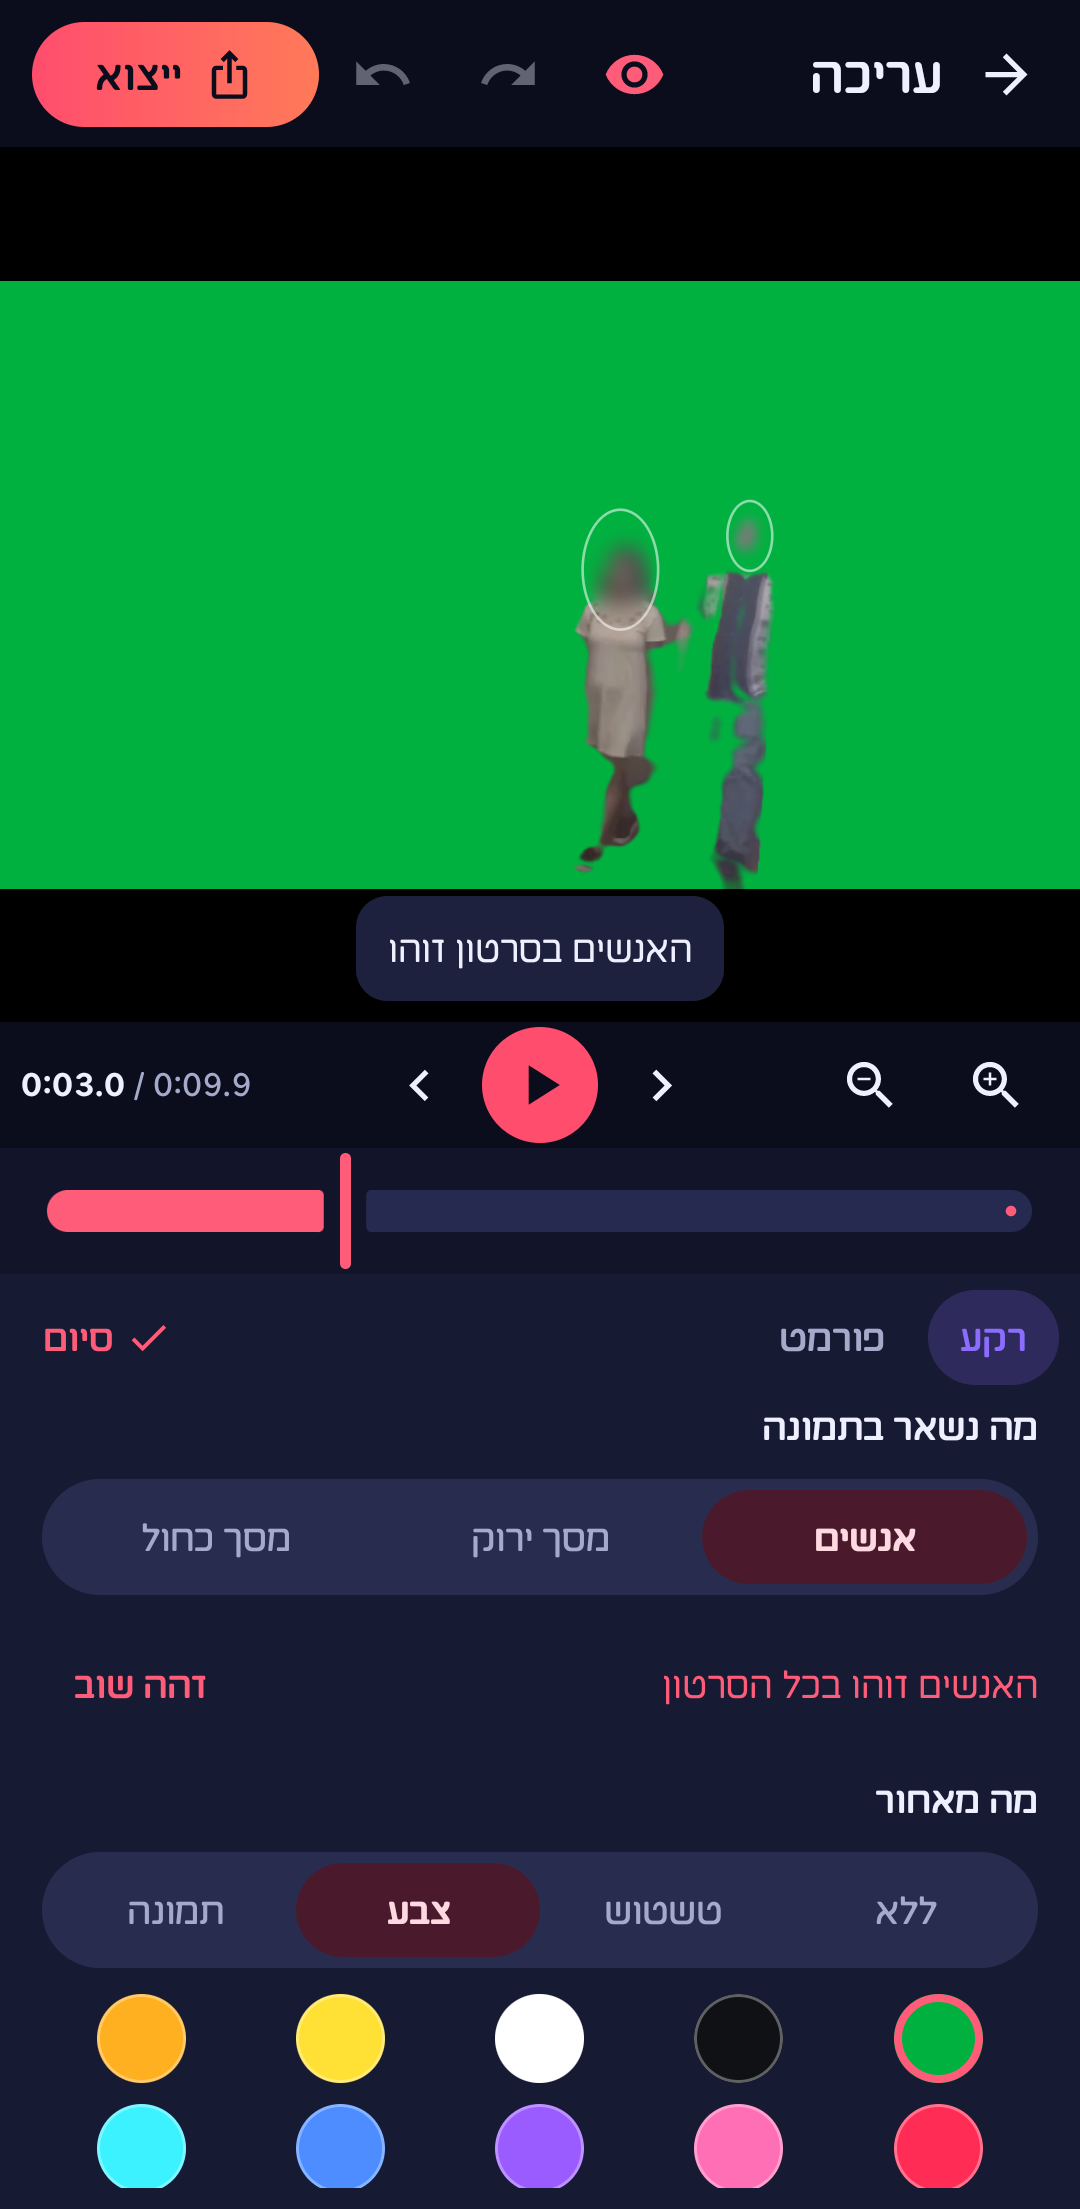 עריכה
ייצוא
האנשים בסרטון זוהו
0:03.0 / 0:09.9
רקע
פורמט
סיום
מה נשאר בתמונה
אנשים
מסך ירוק
מסך כחול
האנשים זוהו בכל הסרטון
זהה שוב
מה מאחור
ללא
טשטוש
צבע
תמונה